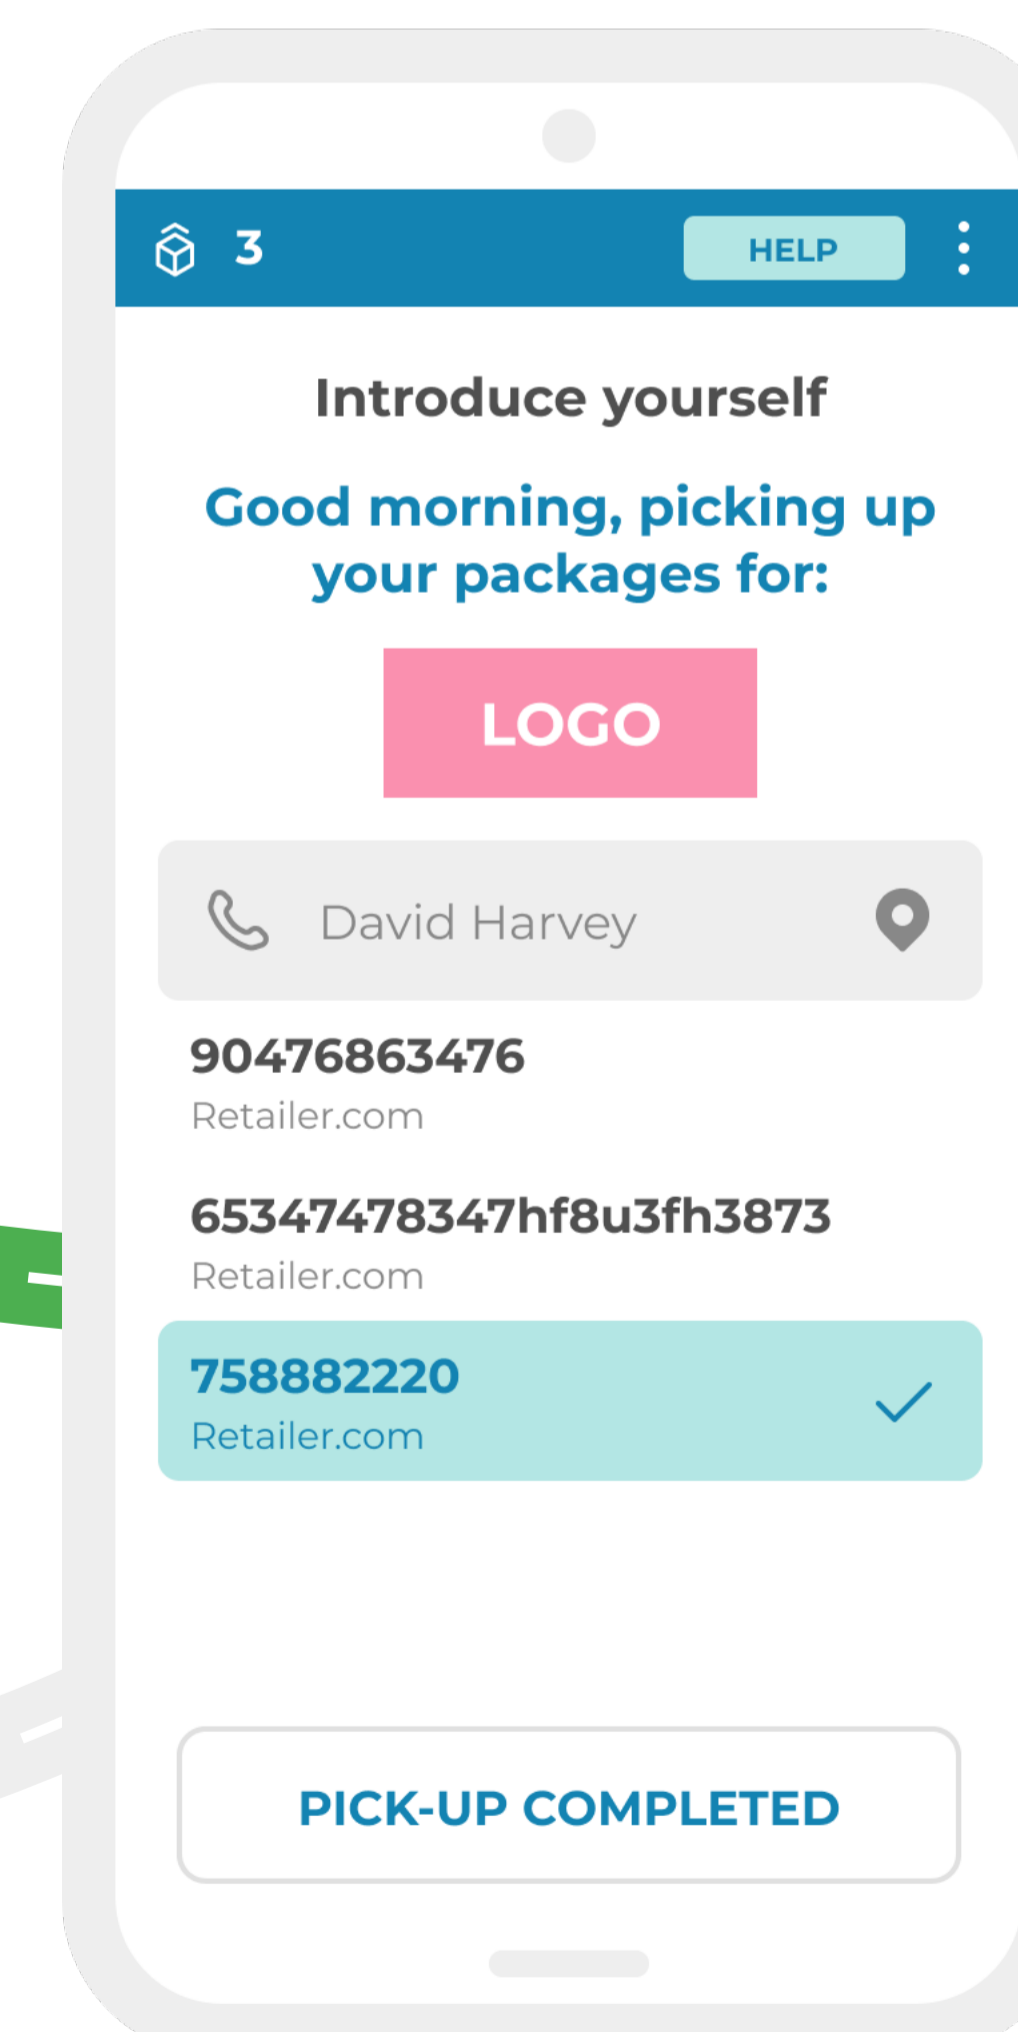 3
HELP
Introduce yourself
Good morning, picking up
your packages for:
LOGO
David Harvey
90476863476
Retailer.com
65347478347hf8u3fh3873
Retailer.com
758882220
Retailer.com
PICK-UP COMPLETED